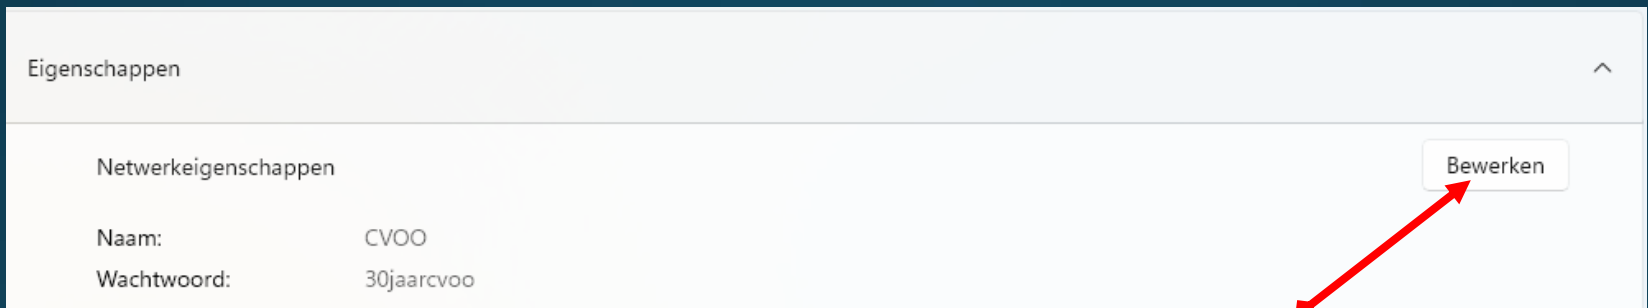 Eigenschappen
Netwerkeigenschappen
Bewerken
Naam: CVOO
Wachtwoord: 30jaarcvoo